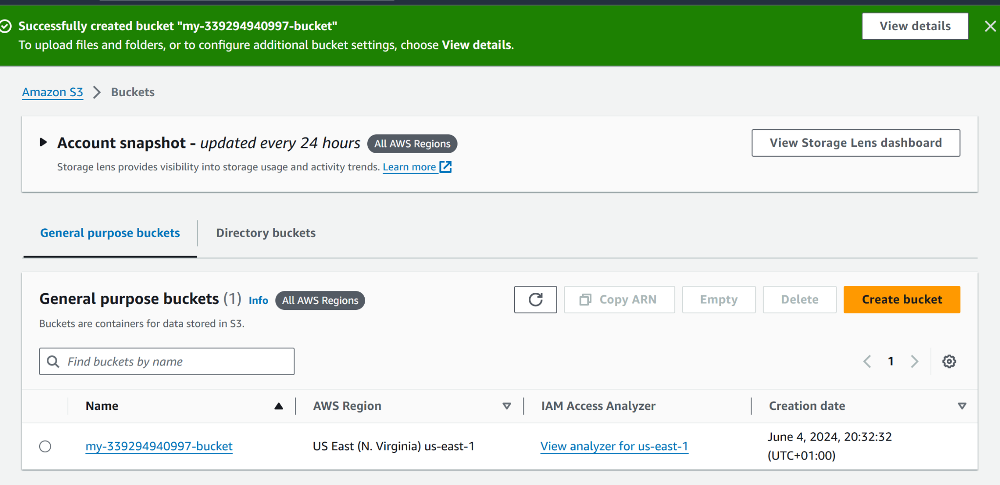 Successfully created bucket "my-339294940997-bucket"
View details
To upload files and folders, or to configure additional bucket settings, choose View details.
Amazon S3 Buckets
Account snapshot - updated every 24 hours All AWS Regions
View Storage Lens dashboard
Storage lens provides visibility into storage usage and activity trends. Learn more
General purpose buckets Directory buckets
General purpose buckets (1) Info All AWS Regions
Copy ARN Empty Delete Create bucket
Buckets are containers for data stored in S3.
Find buckets by name
1
Name AWS Region IAM Access Analyzer Creation date
my-339294940997-bucket US East (N. Virginia) us-east-1 View analyzer for us-east-1 June 4, 2024, 20:32:32
(UTC+01:00)